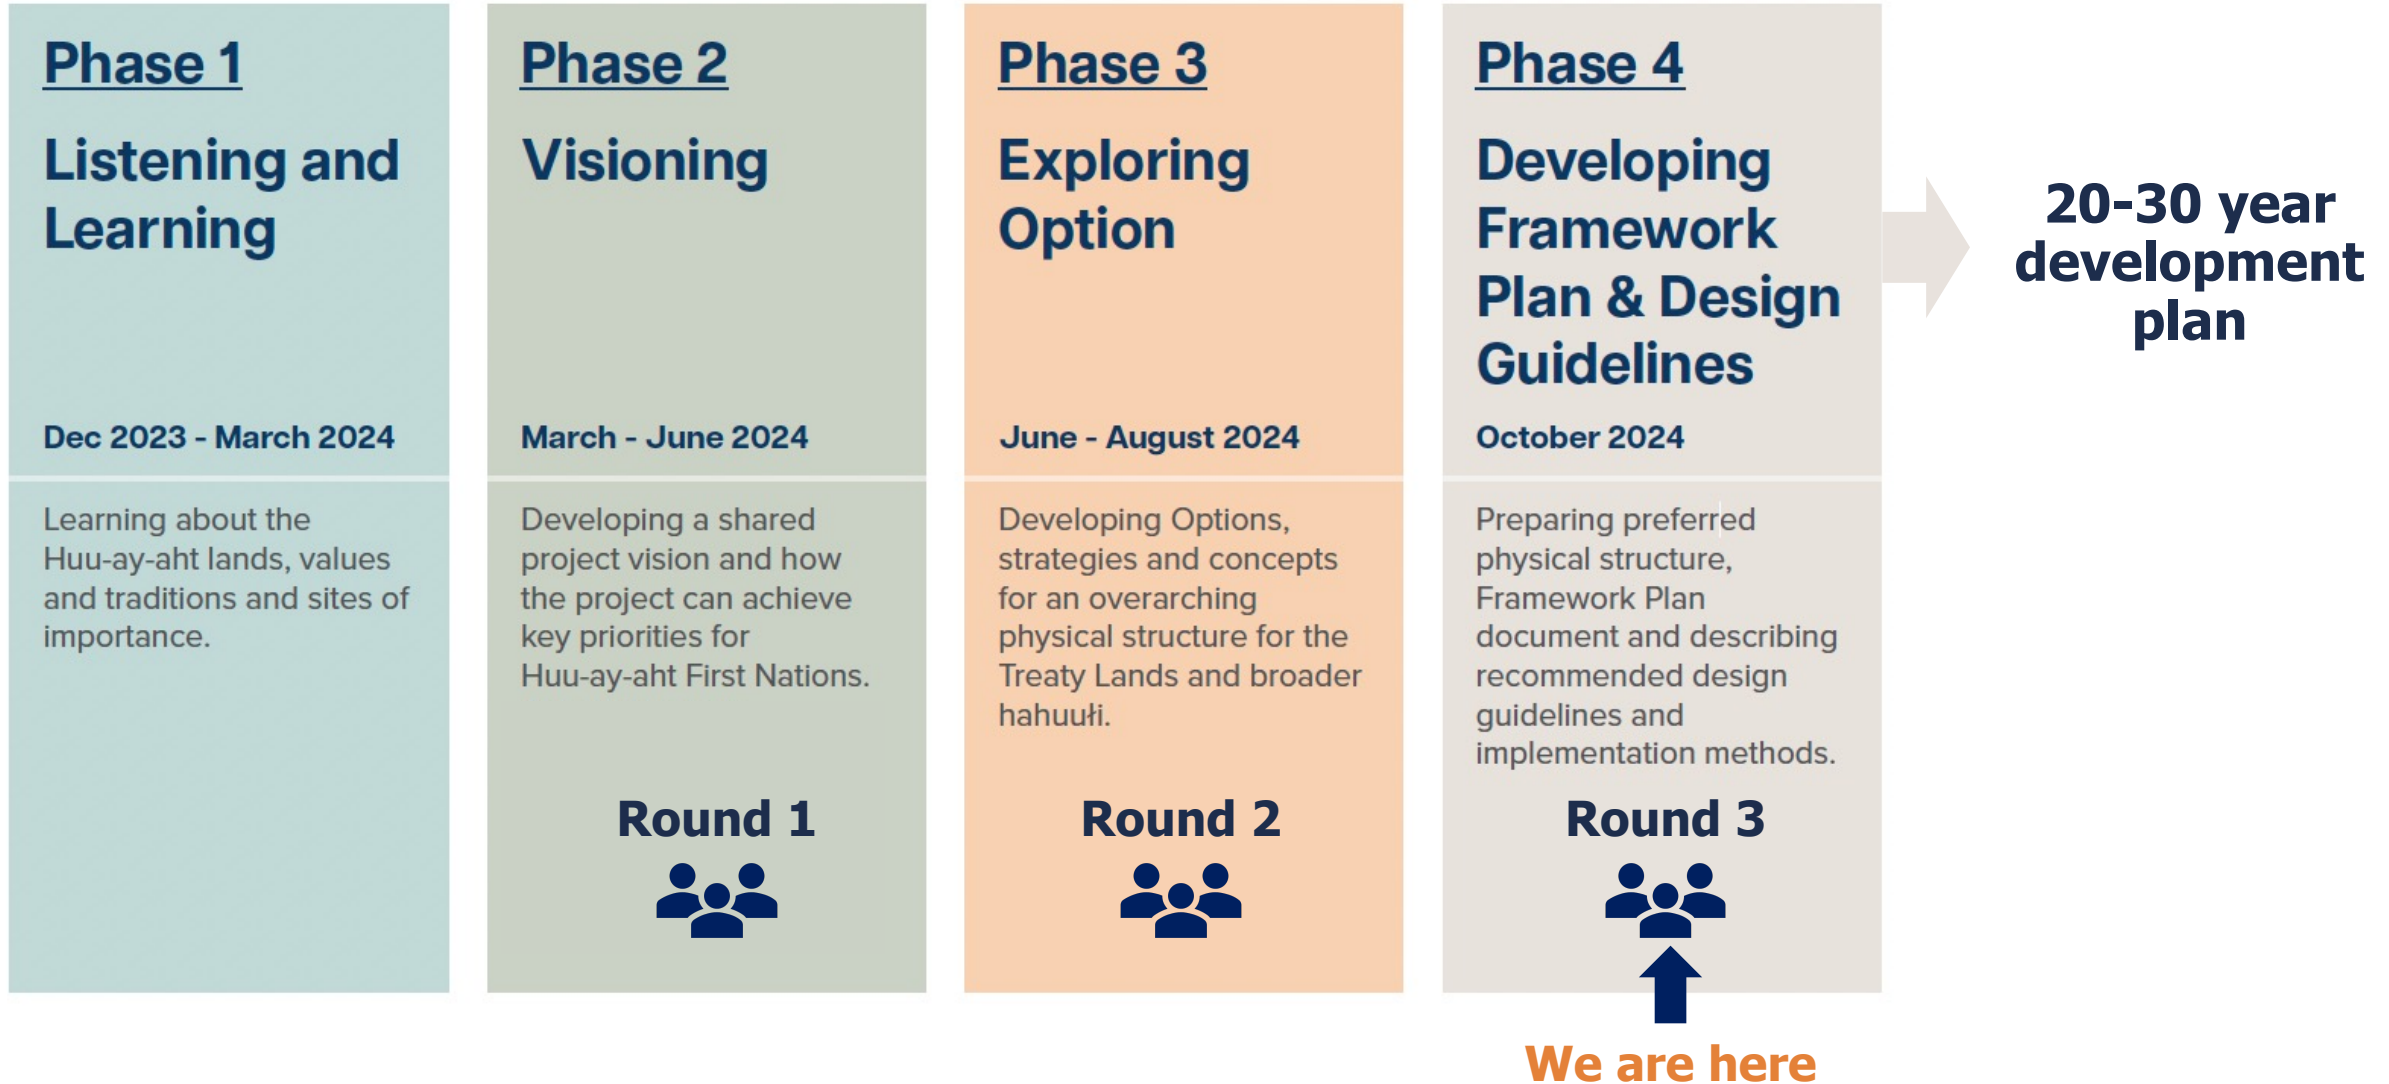 Phase 1
Listening and
Learning
Dec 2023 - March 2024
Learning about the
Huu-ay-aht lands, values
and traditions and sites of
importance.
Phase 2
Visioning
March - June 2024
Developing a shared
project vision and how
the project can achieve
key priorities for
Huu-ay-aht First Nations.
Round 1
Phase 3
Exploring
Option
June - August 2024
Developing Options,
strategies and concepts
for an overarching
physical structure for the
Treaty Lands and broader
hahuułi.
Round 2
Phase 4
Developing
Framework
Plan & Design
Guidelines
October 2024
Preparing preferred
physical structure,
Framework Plan
document and describing
recommended design
guidelines and
implementation methods.
Round 3
We are here
20-30 year
development
plan